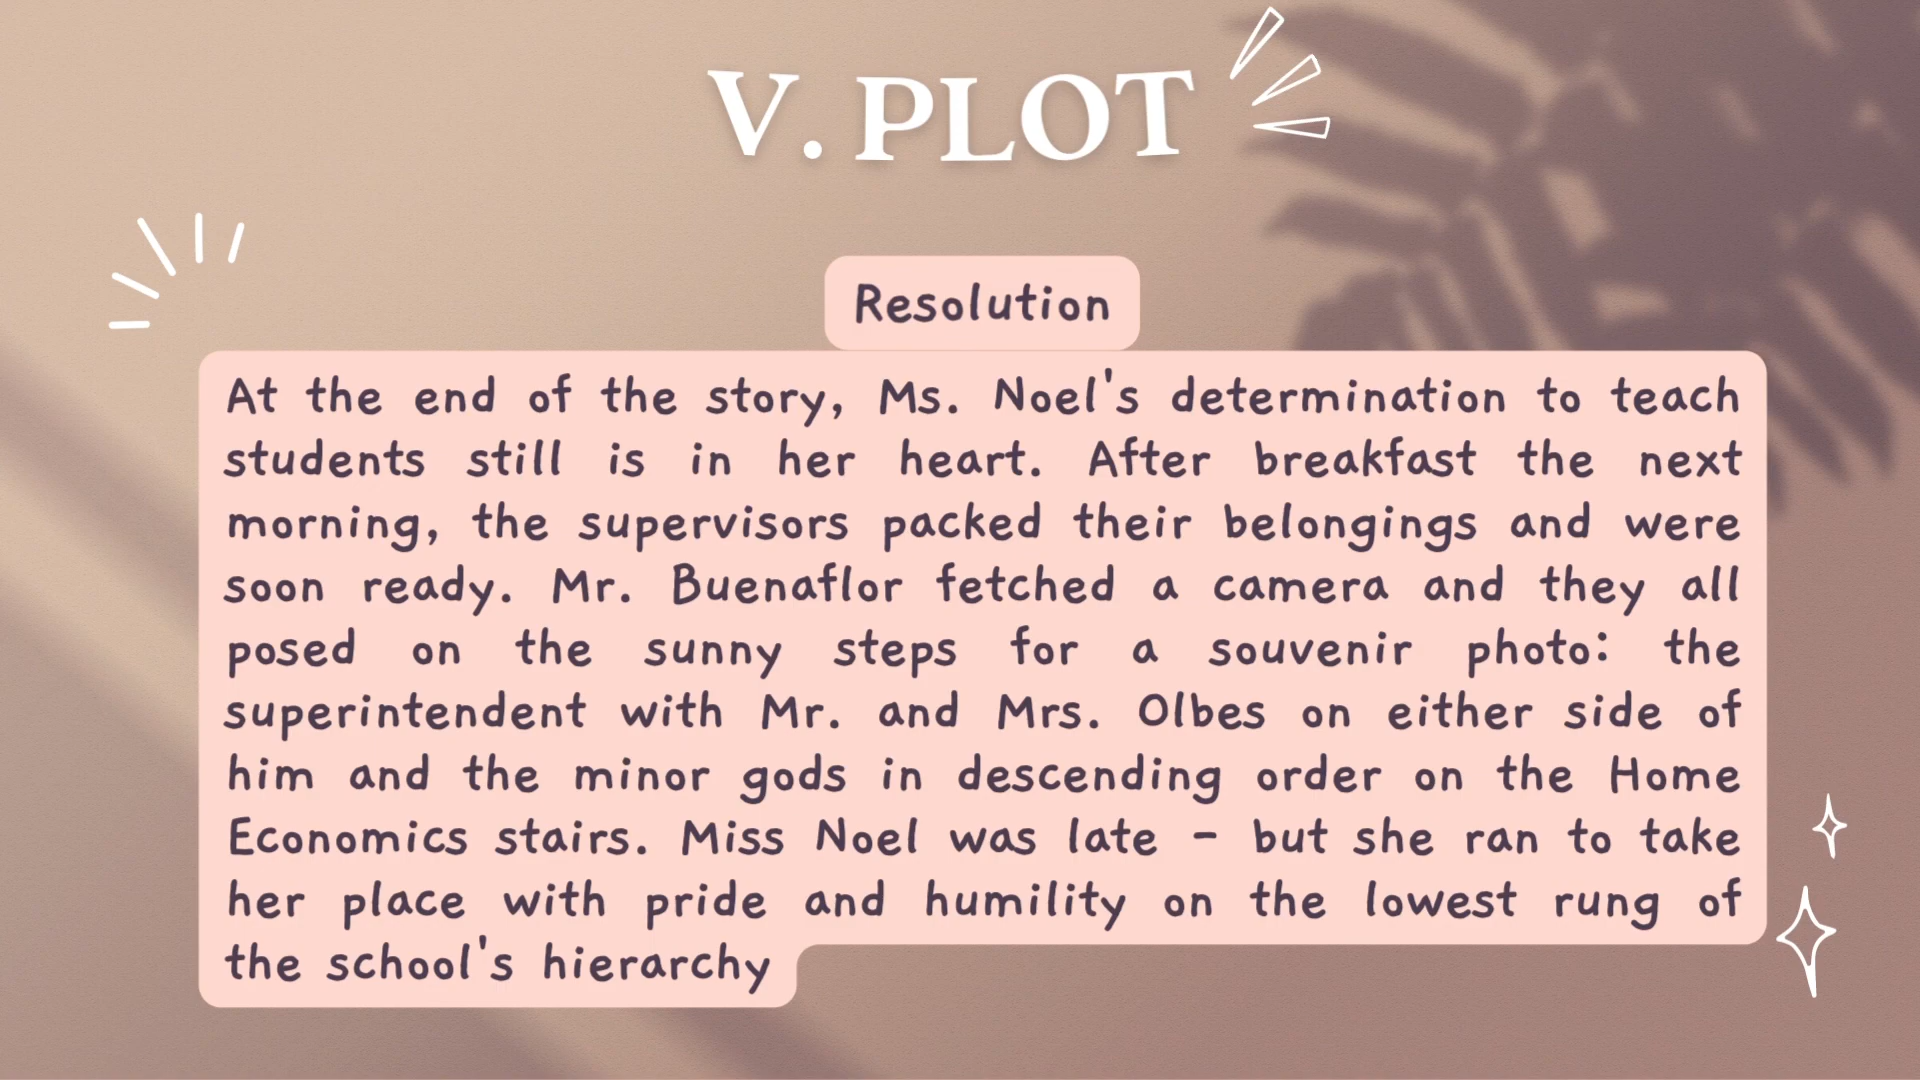 V. PLOT
Resolution
At the end of the story, Ms. Noel's determination to teach
students still is in her heart. After breakfast the next
morning, the supervisors packed their belongings and were
soon ready. Mr. Buenaflor fetched a camera and they all
posed on the sunny steps for a souvenir photo: the
superintendent with Mr. and Mrs. Olbes on either side of
him and the minor gods in descending order on the Home
Economics stairs. Miss Noel was late - but she ran to take
her place with pride and humility on the lowest rung of
the school's hierarchy